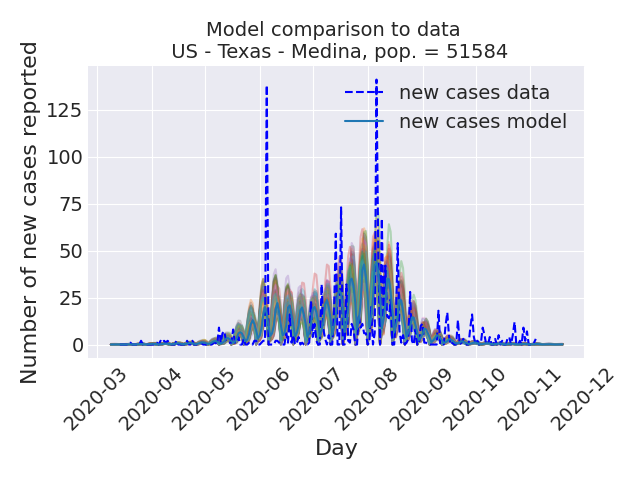 Model comparison to data
US - Texas - Medina, pop. = 51584
new cases data
new cases model
Number of new cases reported
125
100
75
50
25
0
2020-03
2020-04
2020-05
2020-06
2020-07
2020-08
2020-09
2020-10
2020-11
2020-12
Day